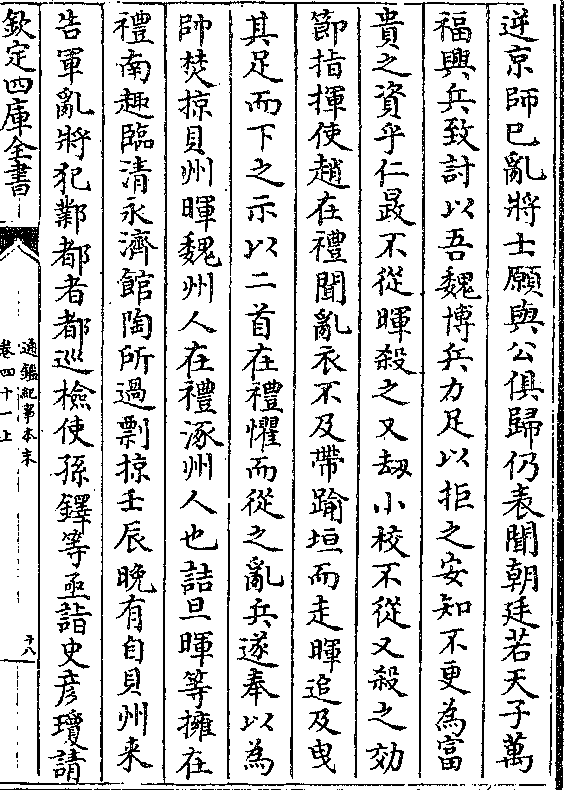 逆京師已亂將士願與公俱歸仍表聞朝廷若天子萬
福興兵致討以吾魏博兵力足以拒之安知不更為富
貴之資乎仁晸不從暉殺之又刼小校不從又殺之効
節指揮使趙在禮聞亂衣不及帶踰垣而走暉追及曳
其足而下之示以二首在禮懼而從之亂兵遂奉以為
帥焚掠貝州暉魏州人在禮涿州人也詰旦暉等擁在
禮南趣臨清永濟館陶所過剽掠壬辰晚有自貝州来
告軍亂將犯鄴都者都巡檢使孫鐸等亟詣史彦瓊請
欽定四庫全書
通鑑紀事本末
卷四十一上
十八